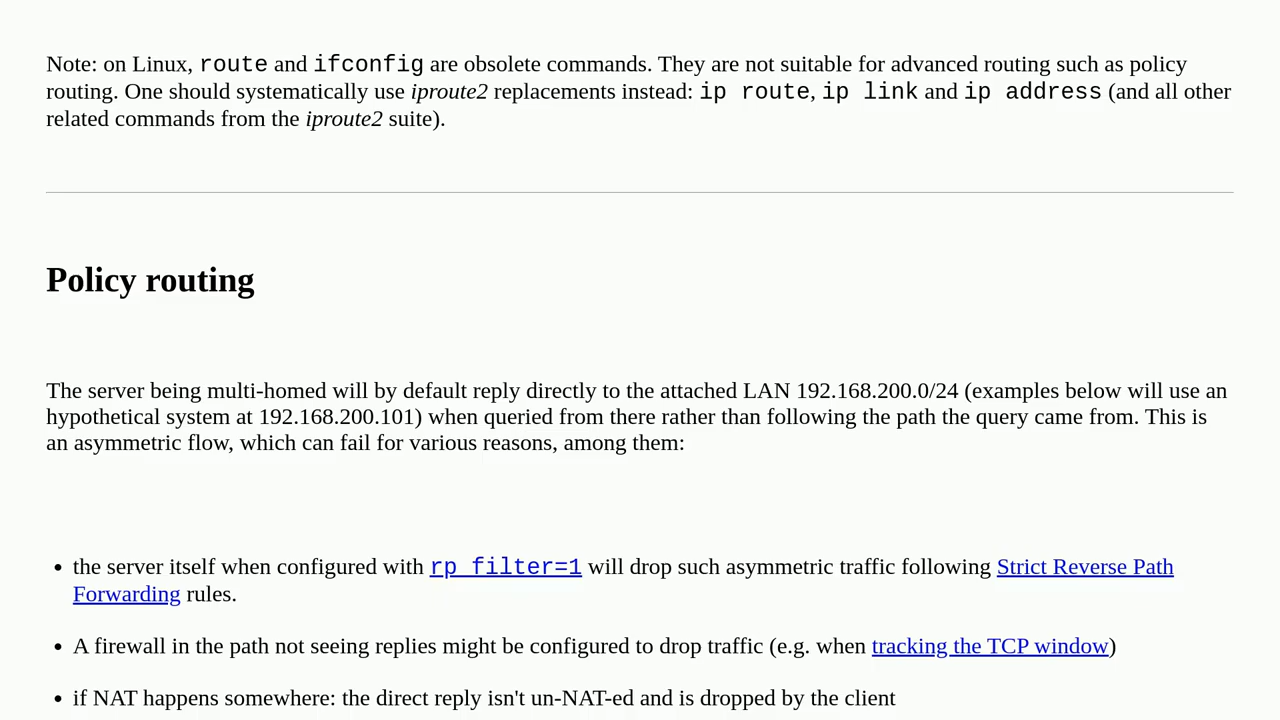 Note: on Linux, route and ifconfig are obsolete commands. They are not suitable for advanced routing such as policy
routing. One should systematically use iproute2 replacements instead: ip route, ip link and ip address (and all other
related commands from the iproute2 suite).
Policy routing
The server being multi-homed will by default reply directly to the attached LAN 192.168.200.0/24 (examples below will use an
hypothetical system at 192.168.200.101) when queried from there rather than following the path the query came from. This is
an asymmetric flow, which can fail for various reasons, among them:
• the server itself when configured with rp_filter=1 will drop such asymmetric traffic following Strict Reverse Path
Forwarding rules.
• A firewall in the path not seeing replies might be configured to drop traffic (e.g. when tracking the TCP window)
• if NAT happens somewhere: the direct reply isn't un-NAT-ed and is dropped by the client